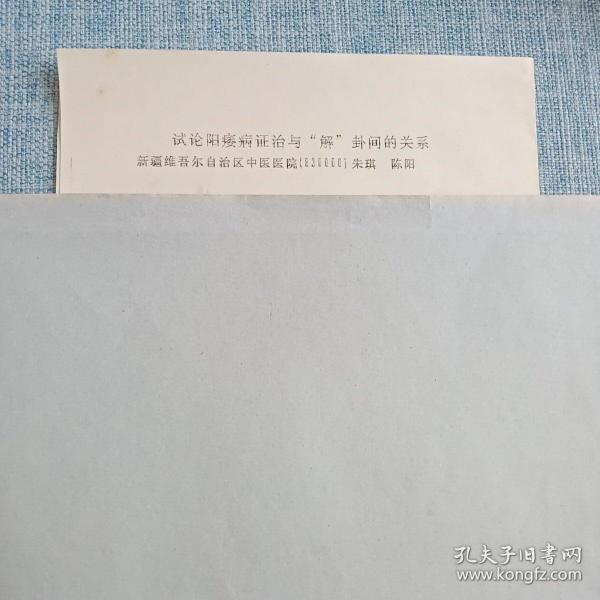 试论阳痿病证治与“解”卦间的关系
新疆维吾尔自治区中医医院(830000)朱琪 陈阳
孔夫子旧书网
www.kongfz.com